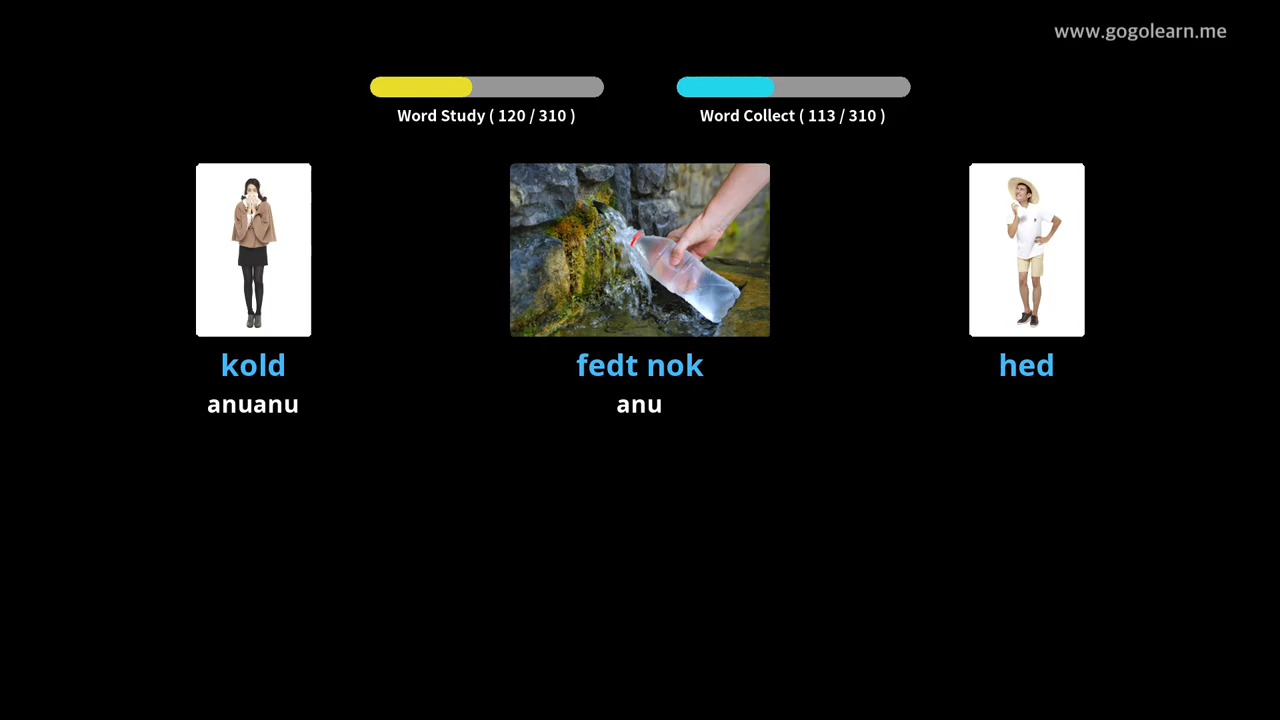 www.gogolearn.me
Word Study ( 120 / 310 )
Word Collect ( 113 / 310 )
kold
fedt nok
hed
anuanu
anu